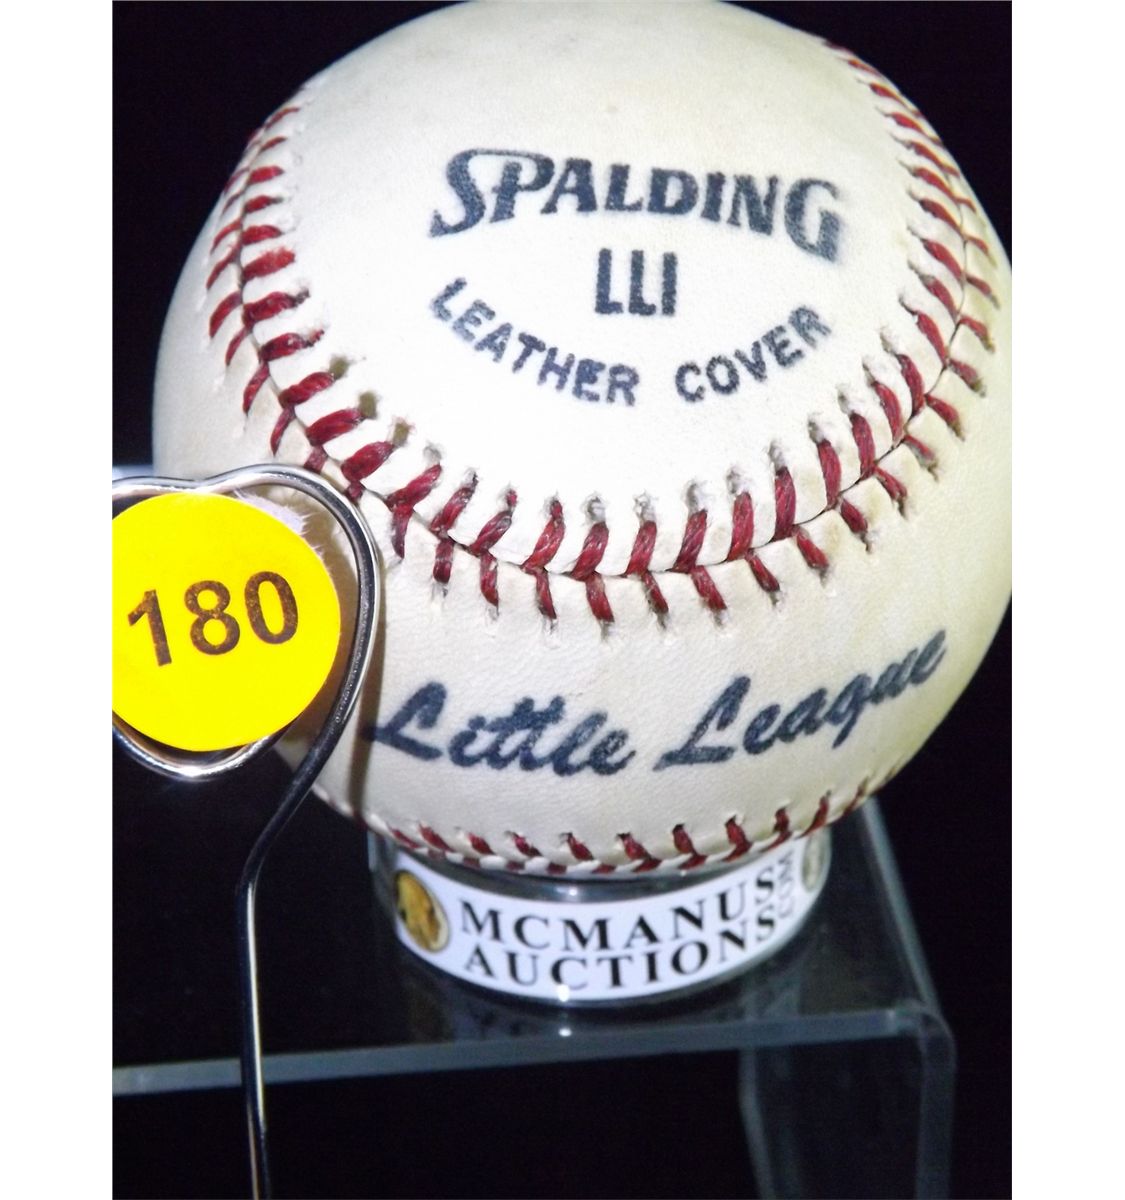 SPALDING
LLI
LEATHER COVER
180
Little League
MCMANUS
AUCTIONS
.COM